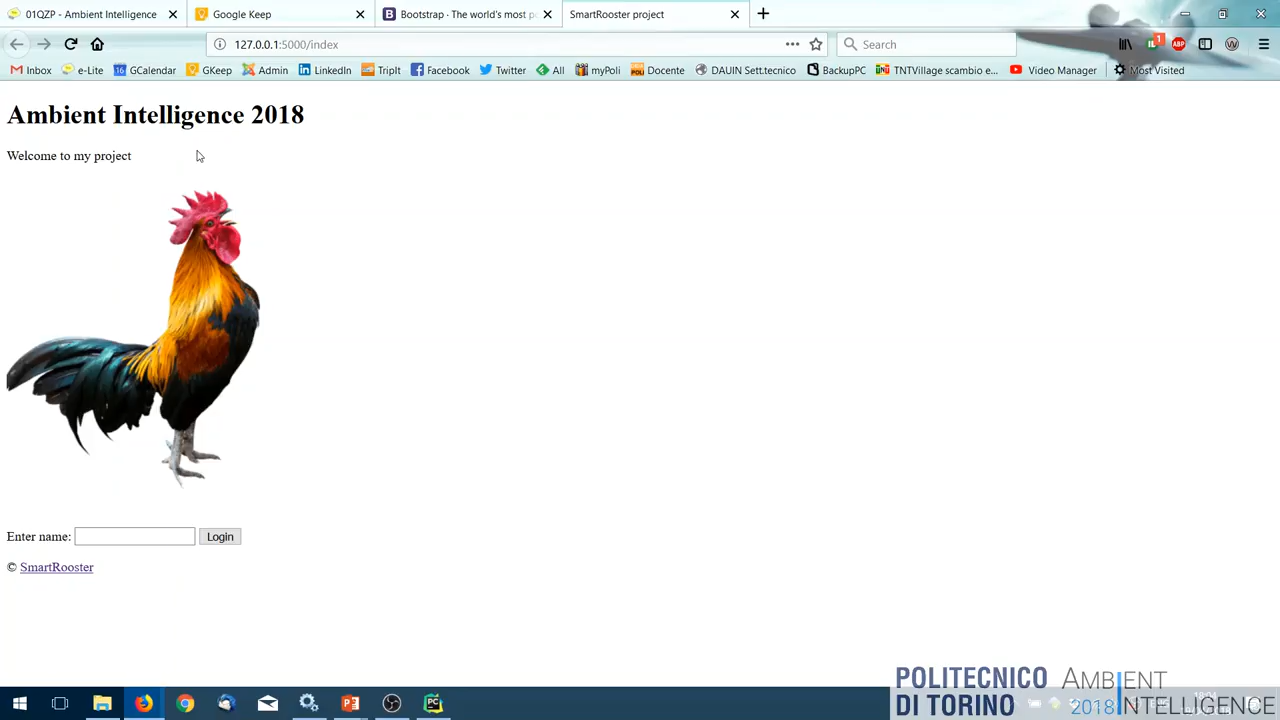 01QZP - Ambient Intelligence
Google Keep
Bootstrap · The world's most p
SmartRooster project
127.0.0.1:5000/index
Search
1
ABP
Inbox
e-Lite
16 GCalendar
GKeep
Admin
LinkedIn
TripIt
Facebook
Twitter
All
myPoli
Docente
DAUIN Sett.tecnico
BackupPC
TNTVillage scambio e...
Video Manager
Most Visited
Ambient Intelligence 2018
Welcome to my project
Enter name:
Login
© SmartRooster
POLITECNICO
DI TORINO
AMBIENT
2018 INTELLIGENCE